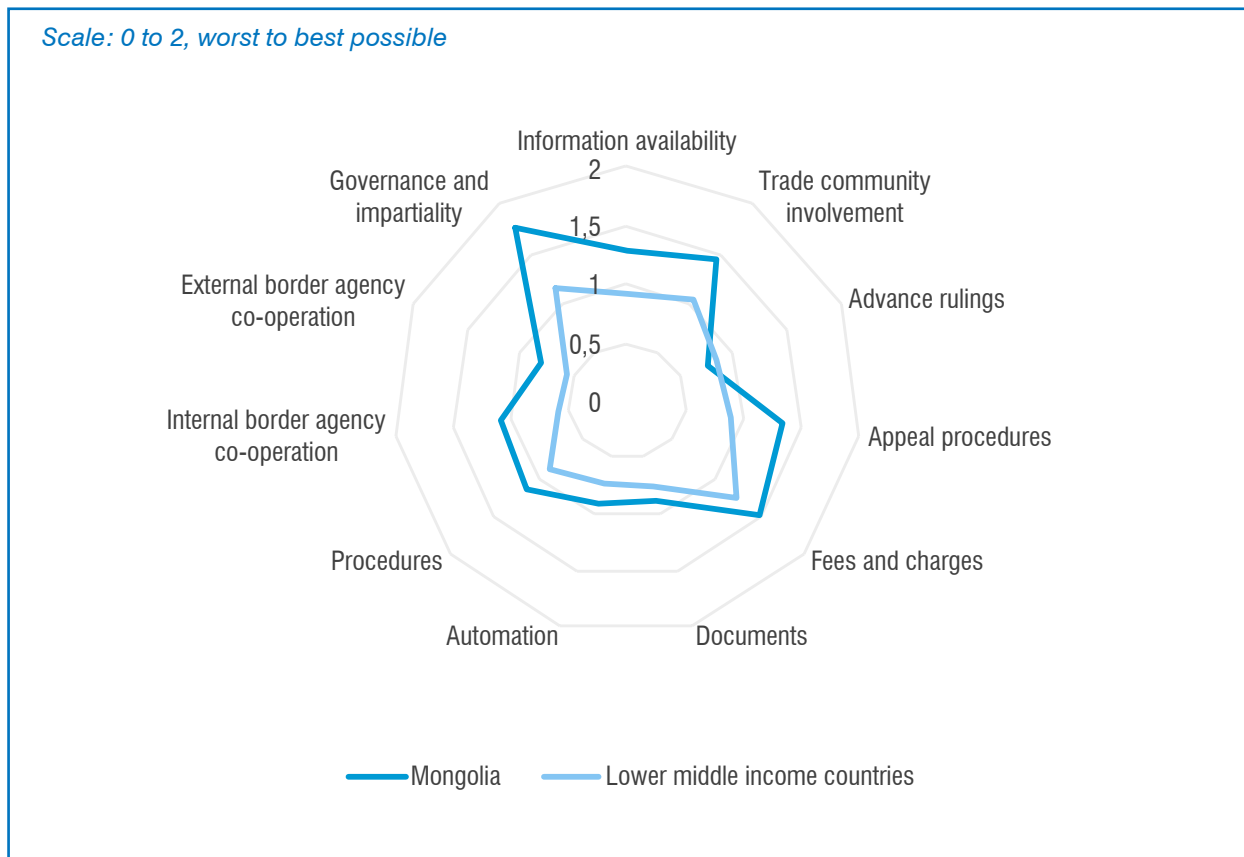 Scale: 0 to 2, worst to best possible
Information availability
Governance and
impartiality
2
Trade community
involvement
1,5
External border agency
co-operation
1
Advance rulings
0,5
0
Internal border agency
co-operation
Appeal procedures
Procedures
Fees and charges
Automation
Documents
Mongolia
Lower middle income countries